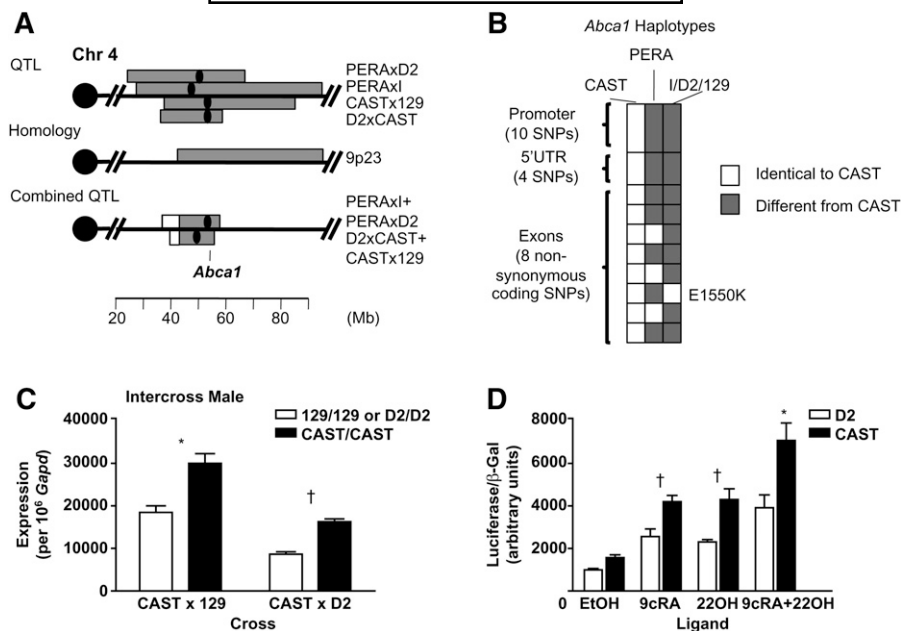 A
Chr 4
QTL
PERAxD2
PERAxI
CASTx129
D2xCAST
Homology
9p23
Combined QTL
PERAxI+
PERAxD2
D2xCAST+
CASTx129
Abca1
20 40 60 80 (Mb)
B
Abca1 Haplotypes
PERA
CAST I/D2/129
Promoter
(10 SNPs)
5'UTR
(4 SNPs)
Exons
(8 non-
synonymous
coding SNPs)
E1550K
Identical to CAST
Different from CAST
C
Intercross Male
129/129 or D2/D2
CAST/CAST
Expression
(per 10⁶ Gapd)
40000
30000
20000
10000
0
*
†
CAST x 129 CAST x D2
Cross
D
D2
CAST
Luciferase/β-Gal
(arbitrary units)
8000
6000
4000
2000
0
†
†
*
EtOH 9cRA 22OH 9cRA+22OH
Ligand